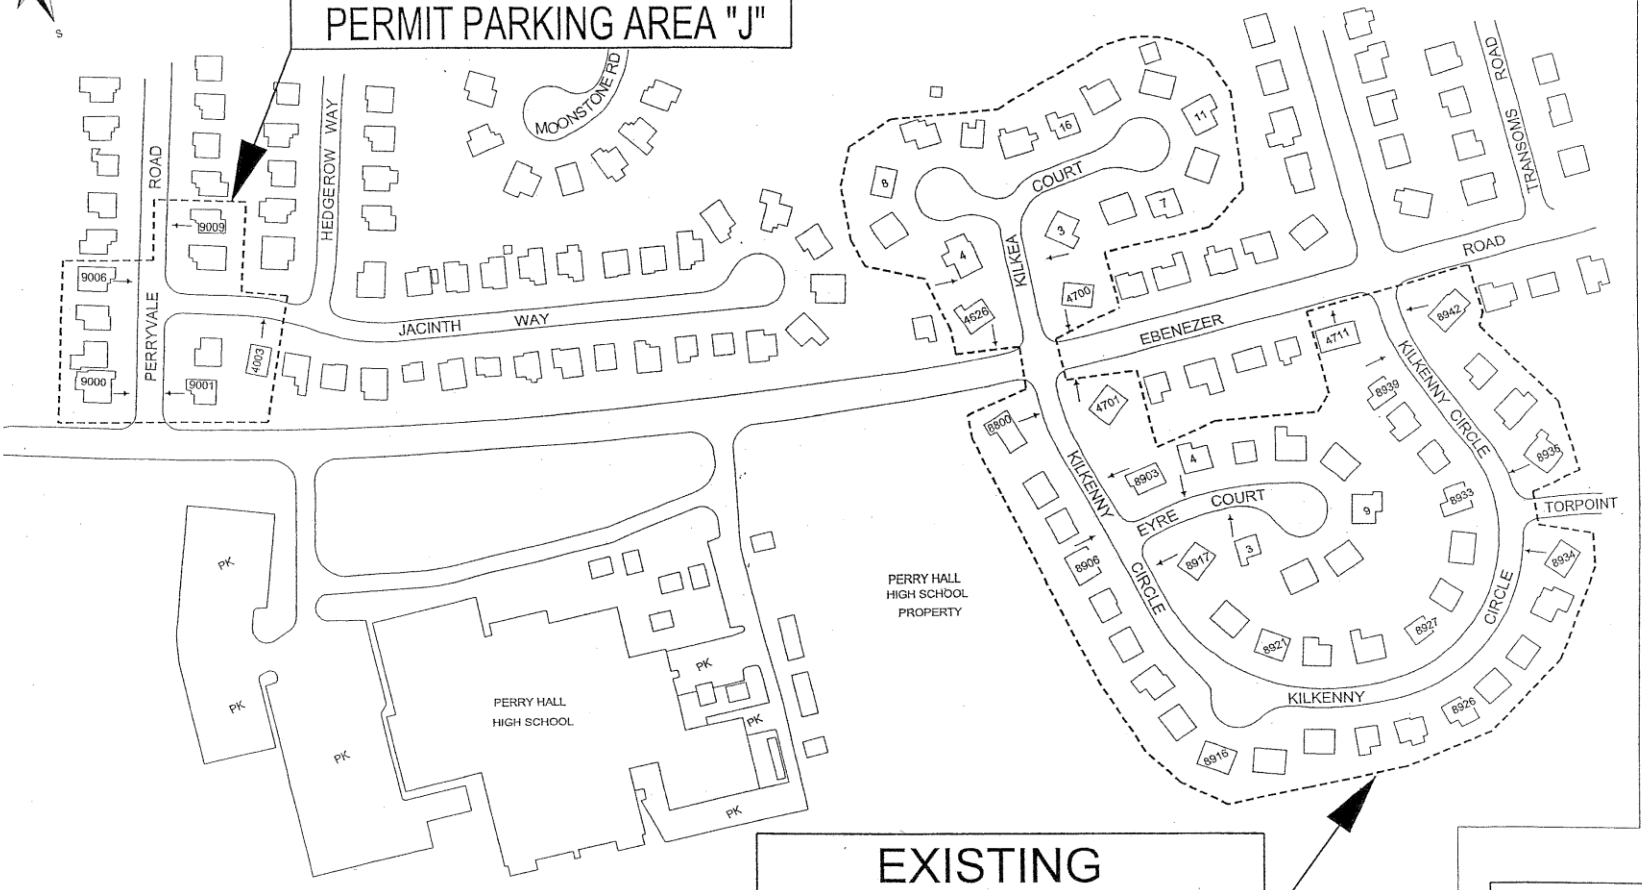 S
PERMIT PARKING AREA "J"
MOONSTONE RD
PERRYVALE ROAD
HEDGEROW WAY
JACINTH WAY
9009
9006
9000
9001
4003
8
16
11
COURT
KILKEA
3
7
4
4626
4700
TRANSOMS ROAD
EBENEZER ROAD
4711
8942
4701
8800
8939
KILKENNY CIRCLE
8935
8903
4
EYRE COURT
9
8933
TORPOINT
KILKENNY CIRCLE
8906
8917
3
8934
8921
8927
CIRCLE
KILKENNY
8926
8916
PERRY HALL
HIGH SCHOOL
PROPERTY
PK
PK
PK
PK
PK
PK
PERRY HALL
HIGH SCHOOL
EXISTING